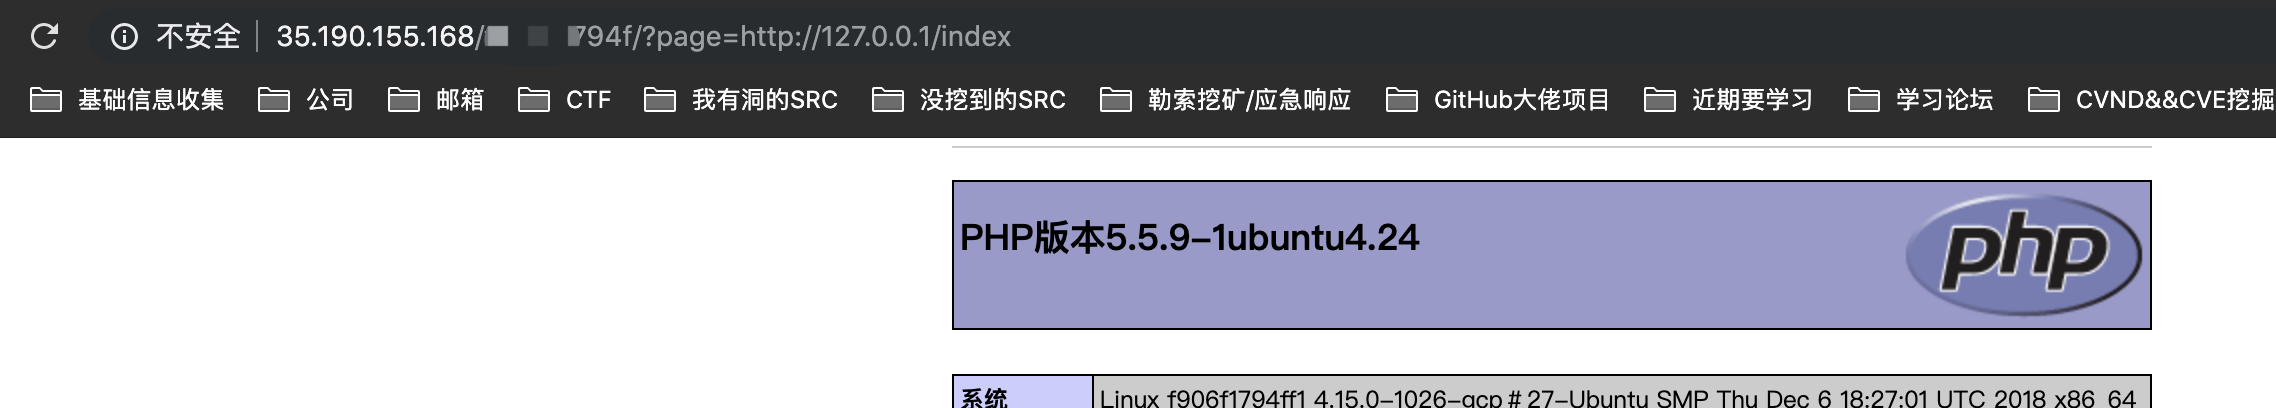 不安全 35.190.155.168/ 794f/?page=http://127.0.0.1/index
基础信息收集 公司 邮箱 CTF 我有洞的SRC 没挖到的SRC 勒索挖矿/应急响应 GitHub大佬项目 近期要学习 学习论坛 CVND&&CVE挖掘
PHP版本5.5.9-1ubuntu4.24
php
系统 Linux f906f1794ff1 4.15.0-1026-gcp # 27-Ubuntu SMP Thu Dec 6 18:27:01 UTC 2018 x86_64